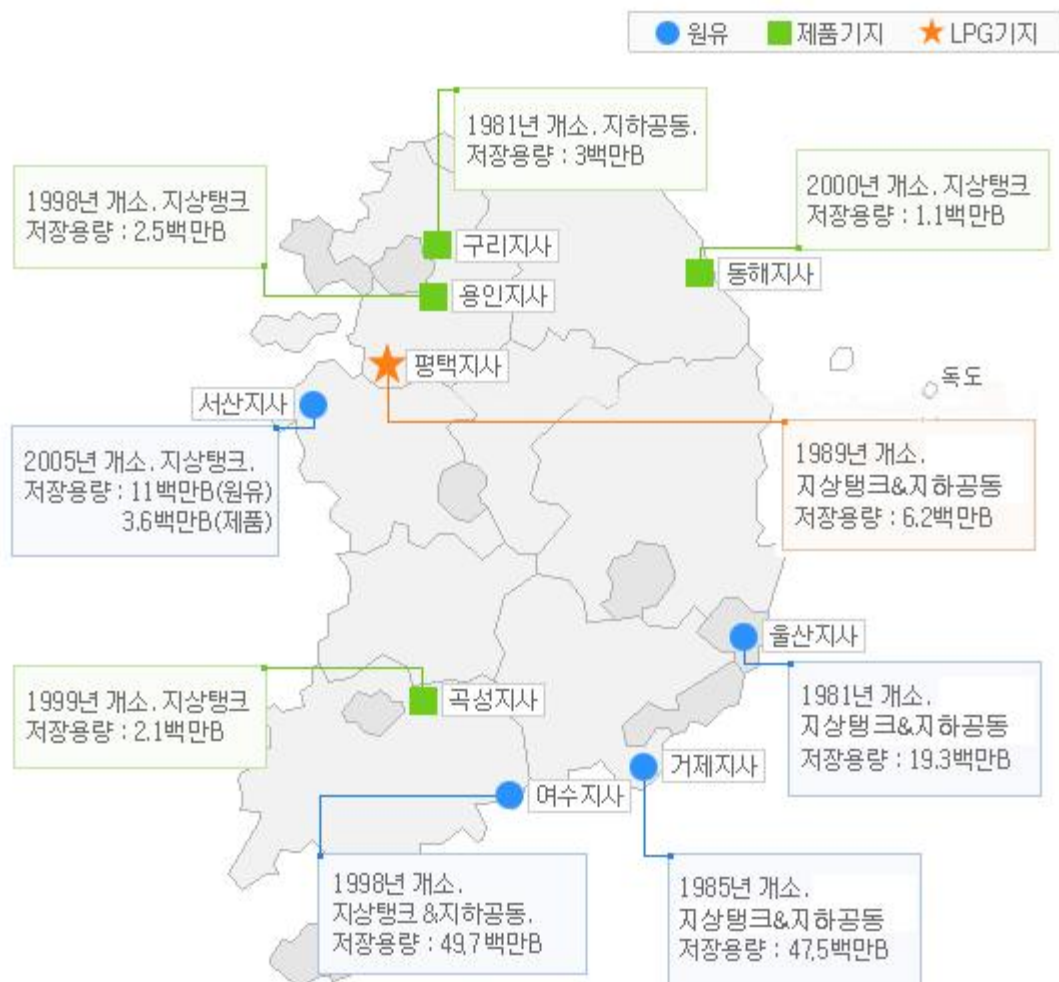 원유 제품기지 LPG기지
1981년 개소. 지하공동.
저장용량 : 3백만B
1998년 개소. 지상탱크
저장용량 : 2.5백만B
2000년 개소. 지상탱크
저장용량 : 1.1백만B
구리지사
동해지사
용인지사
평택지사
독도
서산지사
2005년 개소. 지상탱크.
저장용량 : 11백만B(원유)
3.6백만B(제품)
1989년 개소.
지상탱크&지하공동
저장용량 : 6.2백만B
울산지사
1999년 개소. 지상탱크
저장용량 : 2.1백만B
곡성지사
1981년 개소.
지상탱크&지하공동
저장용량 : 19.3백만B
거제지사
여수지사
1998년 개소.
지상탱크 &지하공동.
저장용량 : 49.7백만B
1985년 개소.
지상탱크&지하공동
저장용량 : 47.5백만B